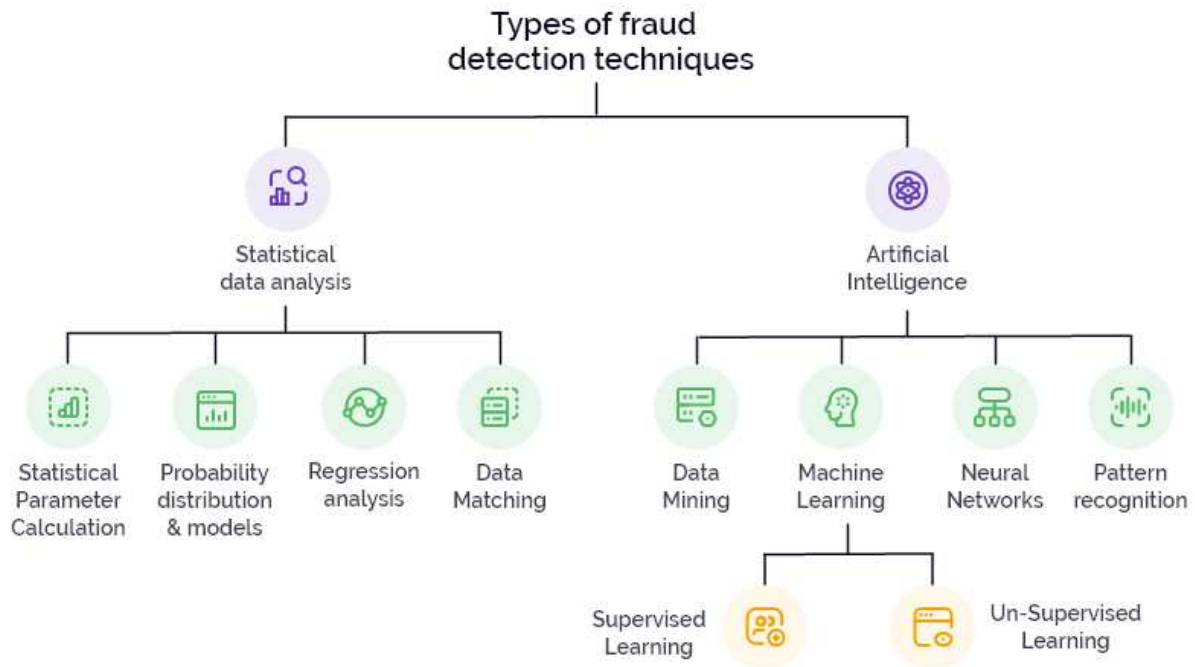 Types of fraud
detection techniques
Statistical
data analysis
Artificial
Intelligence
Statistical
Parameter
Calculation
Probability
distribution
& models
Regression
analysis
Data
Matching
Data
Mining
Machine
Learning
Neural
Networks
Pattern
recognition
Supervised
Learning
Un-Supervised
Learning